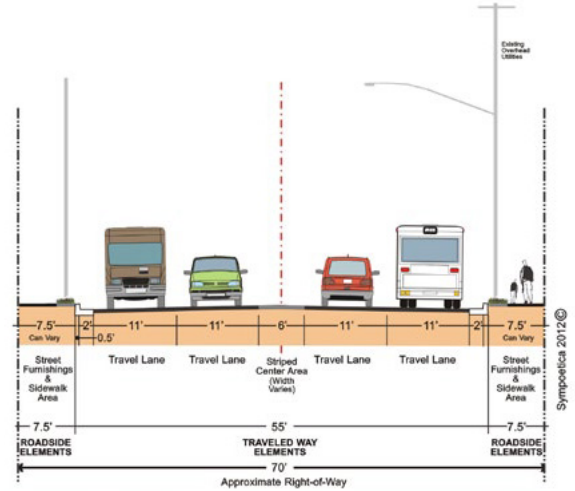 Existing
Overhead
Utilities
7.5'
2'
11'
11'
6'
11'
11'
2'
7.5'
Can Vary
0.5'
Can Vary
Street
Furnishings
&
Sidewalk
Area
Travel Lane
Travel Lane
Striped
Center Area
(Width
Varies)
Travel Lane
Travel Lane
Street
Furnishings
&
Sidewalk
Area
7.5'
55'
7.5'
ROADSIDE
ELEMENTS
TRAVELED WAY
ELEMENTS
ROADSIDE
ELEMENTS
70'
Approximate Right-of-Way
Sympoetica 2012©